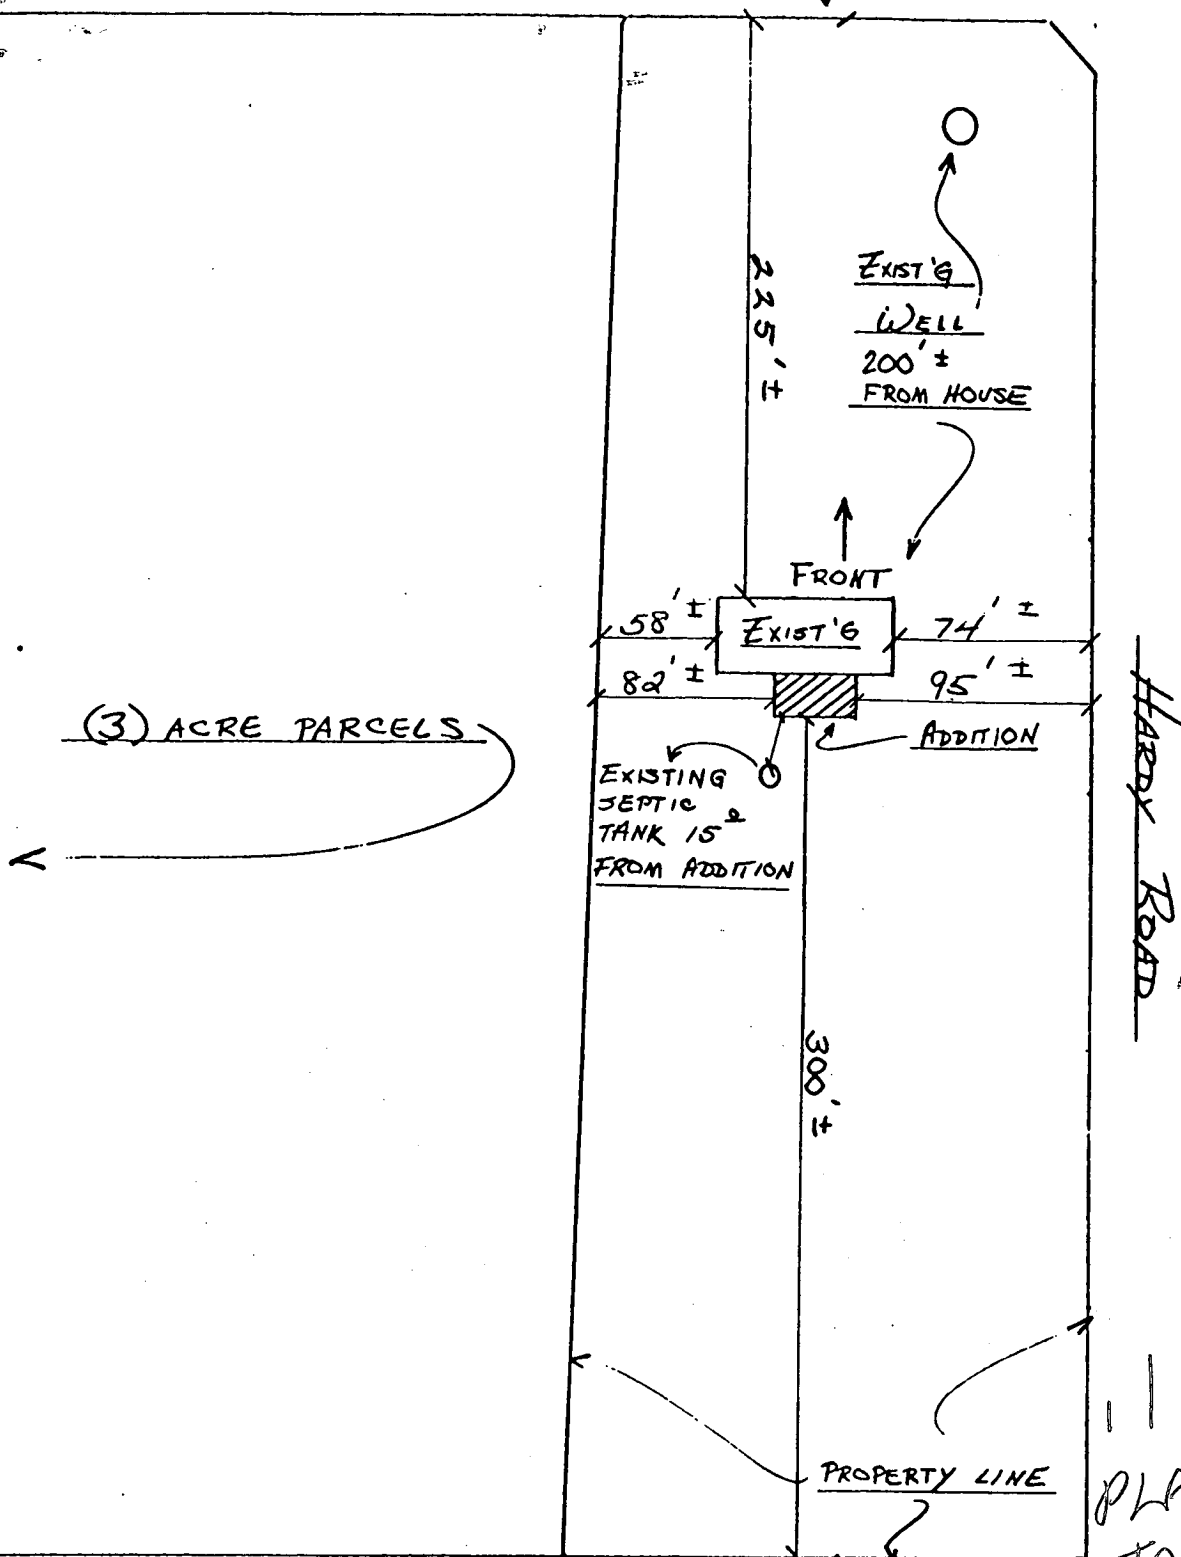 EXIST'G
WELL
200' ±
FROM HOUSE
225' ±
FRONT
58' ±
EXIST'G
74' ±
82' ±
95' ±
ADDITION
(3) ACRE PARCELS
EXISTING
SEPTIC
TANK 15'
FROM ADDITION
HARDY ROAD
300' ±
PROPERTY LINE